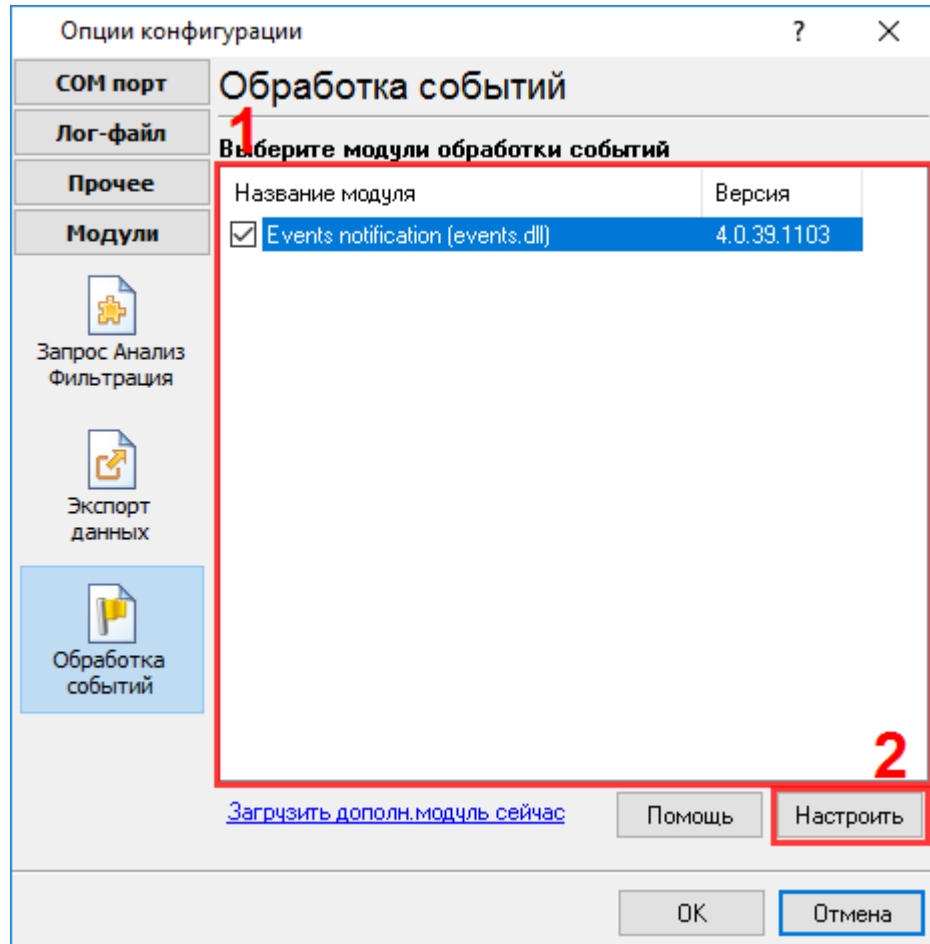 Опции конфигурации
?
COM порт
Лог-файл
Прочее
Модули
Запрос Анализ
Фильтрация
Экспорт
данных
Обработка
событий
Обработка событий
1
Выберите модули обработки событий
Название модуля Версия
Events notification (events.dll) 4.0.39.1103
2
Загрузить дополн.модуль сейчас
Помощь
Настроить
OK
Отмена